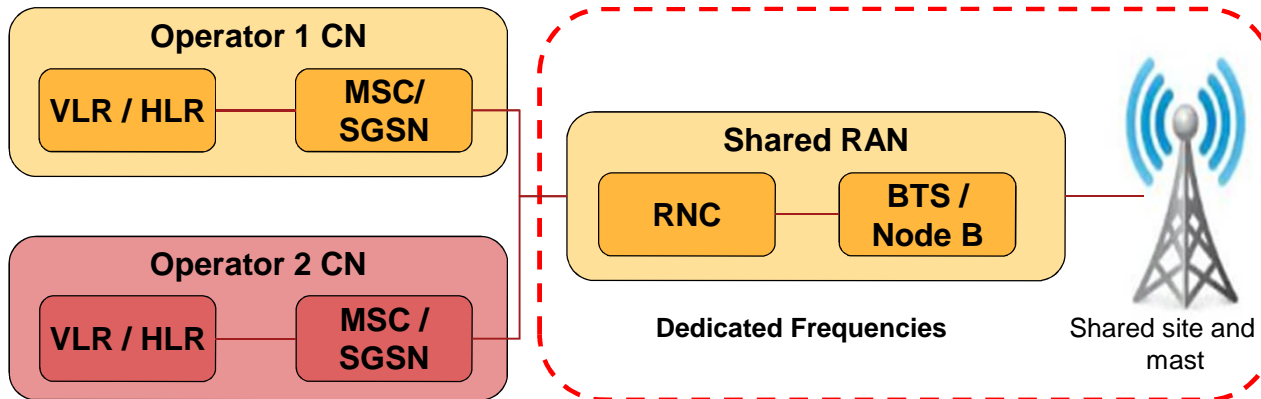 Operator 1 CN
VLR / HLR
MSC/
SGSN
Operator 2 CN
VLR / HLR
MSC /
SGSN
Shared RAN
RNC
BTS /
Node B
Dedicated Frequencies
Shared site and
mast